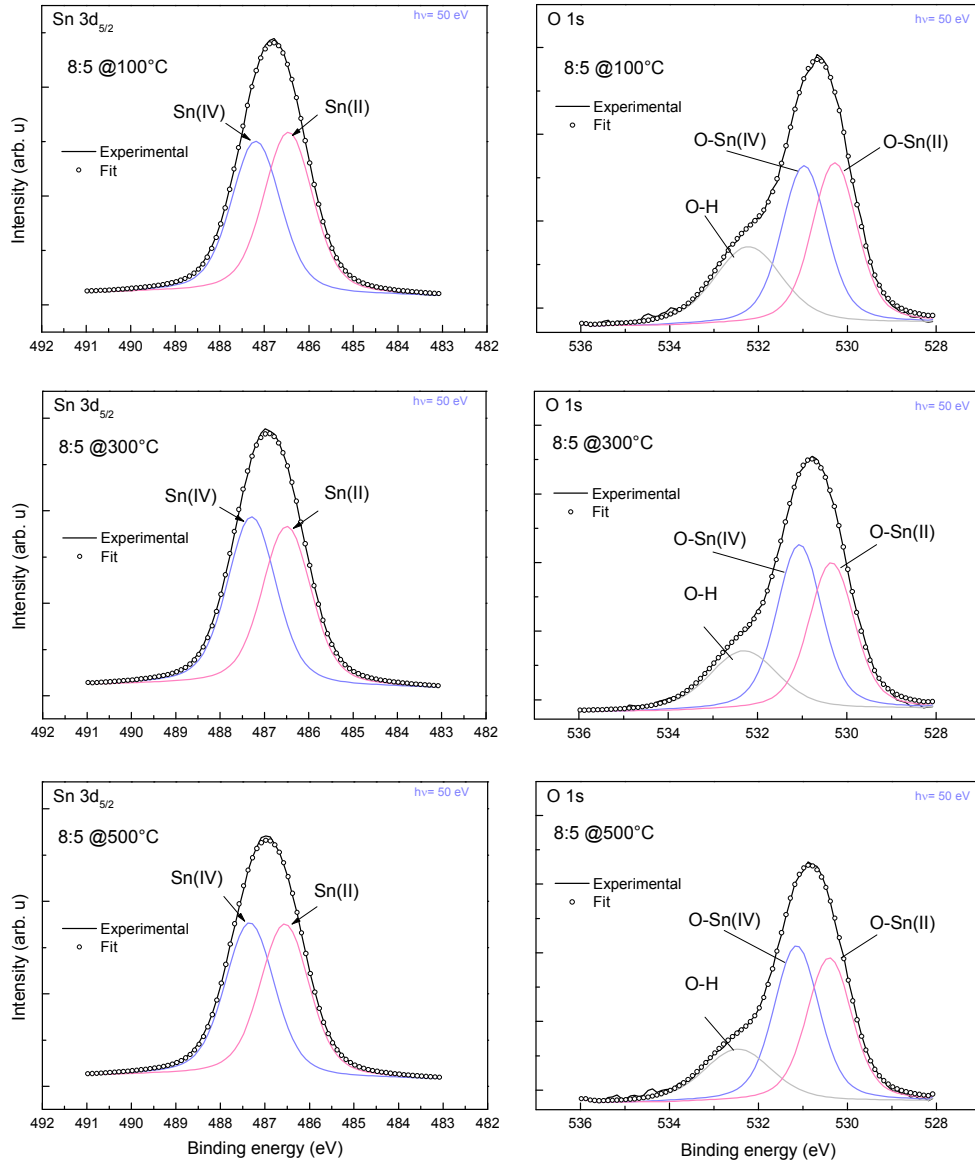 Sn 3d5/2
hν= 50 eV
8:5 @100°C
Sn(IV)
Sn(II)
Experimental
Fit
Intensity (arb. u)
492 491 490 489 488 487 486 485 484 483 482
O 1s
hν= 50 eV
8:5 @100°C
Experimental
Fit
O-Sn(IV)
O-Sn(II)
O-H
536 534 532 530 528
Sn 3d5/2
hν= 50 eV
8:5 @300°C
Sn(IV)
Sn(II)
Experimental
Fit
Intensity (arb. u)
492 491 490 489 488 487 486 485 484 483 482
O 1s
hν= 50 eV
8:5 @300°C
Experimental
Fit
O-Sn(IV)
O-Sn(II)
O-H
536 534 532 530 528
Sn 3d5/2
hν= 50 eV
8:5 @500°C
Sn(IV)
Sn(II)
Experimental
Fit
Intensity (arb. u)
492 491 490 489 488 487 486 485 484 483 482
Binding energy (eV)
O 1s
hν= 50 eV
8:5 @500°C
Experimental
Fit
O-Sn(IV)
O-Sn(II)
O-H
536 534 532 530 528
Binding energy (eV)